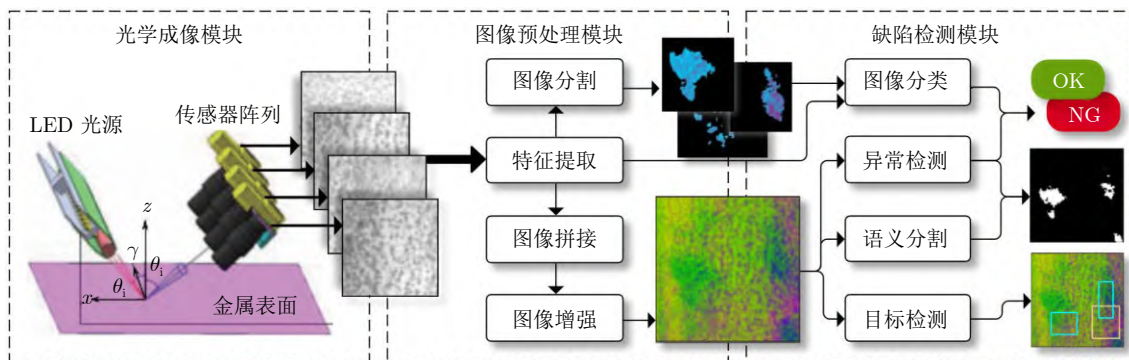 光学成像模块
LED 光源
传感器阵列
z
γ
θi
θi
x
金属表面
图像预处理模块
图像分割
特征提取
图像拼接
图像增强
缺陷检测模块
图像分类
异常检测
语义分割
目标检测
OK
NG